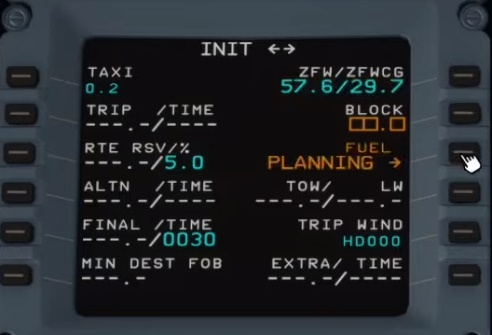 INIT ←→
TAXI ZFW/ZFWCG
0.2 57.6/29.7
TRIP /TIME BLOCK
---.-/---- □□.□
RTE RSV/% FUEL
---.-/5.0 PLANNING →
ALTN /TIME TOW/ LW
---.-/---- ---.-/---.-
FINAL /TIME TRIP WIND
---.-/0030 HD000
MIN DEST FOB EXTRA/ TIME
---.- ---.-/----